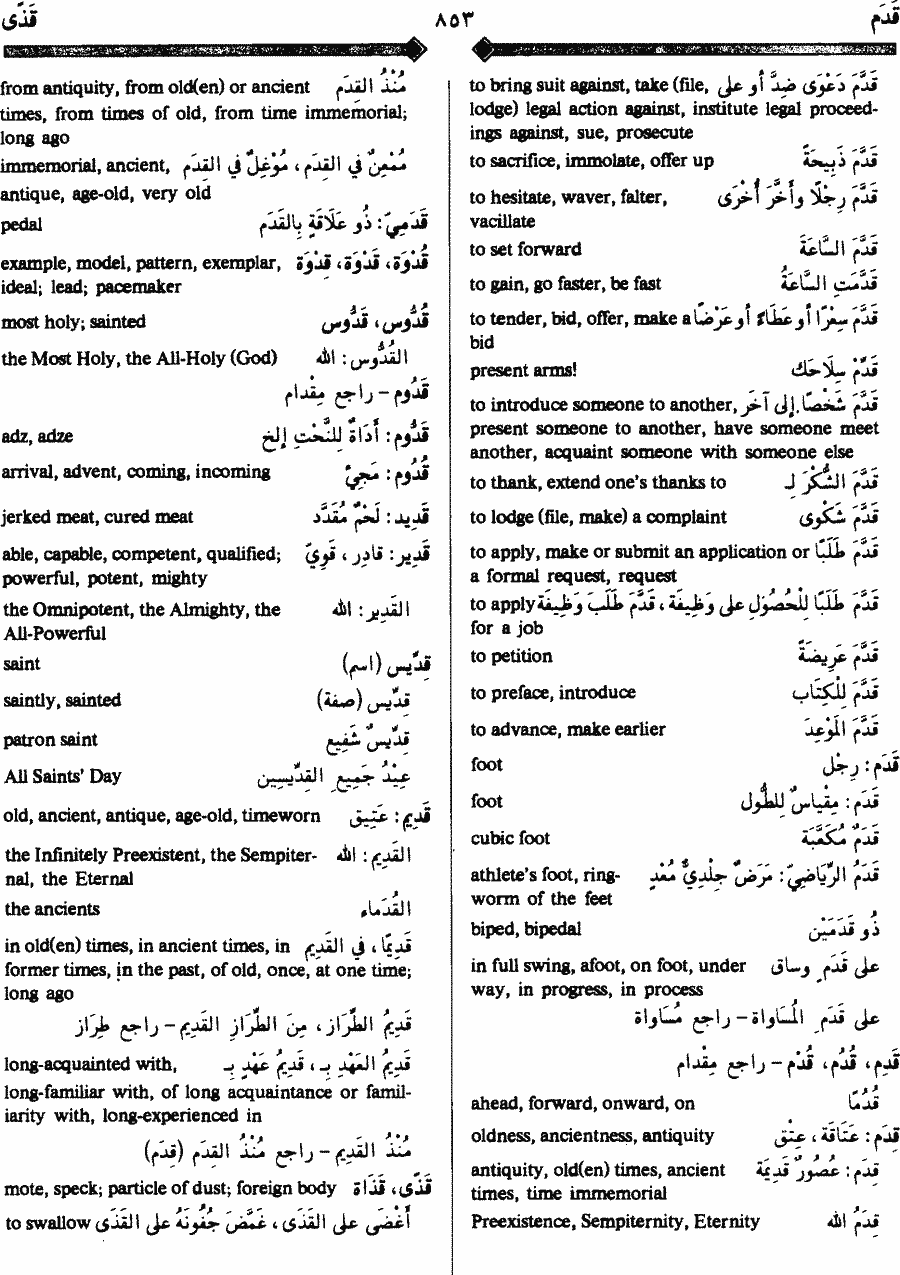 قَدَم
٨٥٣
قَذًى
قَدَّمَ دَعْوَى ضِدَّ أو على to bring suit against, take (file,
lodge) legal action against, institute legal proceed-
ings against, sue, prosecute
قَدَّمَ ذَبِيحَةً to sacrifice, immolate, offer up
قَدَّمَ رِجْلًا وأَخَّرَ أُخْرَى to hesitate, waver, falter,
vacillate
قَدَّمَ السَّاعَةَ to set forward
قَدَّمَتِ السَّاعَةُ to gain, go faster, be fast
قَدَّمَ سِعْرًا أو عَطَاءً أو عَرْضًا to tender, bid, offer, make a
bid
قَدِّمْ سِلَاحَك present arms!
قَدَّمَ شَخْصًا إلى آخَر to introduce someone to another,
present someone to another, have someone meet
another, acquaint someone with someone else
قَدَّمَ الشُّكْرَ لِـ to thank, extend one's thanks to
قَدَّمَ شَكْوَى to lodge (file, make) a complaint
قَدَّمَ طَلَبًا to apply, make or submit an application or
a formal request, request
قَدَّمَ طَلَبًا لِلْحُصُولِ على وَظِيفَة، قَدَّمَ طَلَبَ وَظِيفَة to apply
for a job
قَدَّمَ عَرِيضَةً to petition
قَدَّمَ لِلْكِتَاب to preface, introduce
قَدَّمَ المَوْعِدَ to advance, make earlier
قَدَم: رِجْل foot
قَدَم: مِقْيَاسٌ لِلطُّول foot
قَدَمٌ مُكَعَّبَة cubic foot
قَدَمُ الرِّيَاضِيّ: مَرَضٌ جِلْدِيٌّ مُعْدٍ athlete's foot, ring-
worm of the feet
ذُو قَدَمَيْن biped, bipedal
على قَدَمٍ وساق in full swing, afoot, on foot, under
way, in progress, in process
على قَدَمِ المُسَاواة – راجع مُسَاواة
قَدِم، قُدُم، قُدْم – راجع مِقْدام
قُدُمًا ahead, forward, onward, on
قِدَم: عَتَاقَة، عِتْق oldness, ancientness, antiquity
قِدَم: عُصُورٌ قَدِيمَة antiquity, old(en) times, ancient
times, time immemorial
قِدَمُ الله Preexistence, Sempiternity, Eternity
مُنْذُ القِدَم from antiquity, from old(en) or ancient
times, from times of old, from time immemorial;
long ago
مُمْعِنٌ في القِدَم، مُوْغِلٌ في القِدَم immemorial, ancient,
antique, age-old, very old
قَدَمِيّ: ذُو عَلَاقَةٍ بِالقَدَم pedal
قُدْوَة، قَدْوَة، قِدْوَة example, model, pattern, exemplar,
ideal; lead; pacemaker
قُدُّوس، قَدُّوس most holy; sainted
القُدُّوس: الله the Most Holy, the All-Holy (God)
قَدُوم – راجع مِقْدام
قَدُّوم: أَدَاةٌ لِلنَّحْتِ إلخ adz, adze
قُدُوم: مَجِيْ arrival, advent, coming, incoming
قَدِيد: لَحْمٌ مُقَدَّد jerked meat, cured meat
قَدِير: قادِر، قَوِيّ able, capable, competent, qualified;
powerful, potent, mighty
القَدِير: الله the Omnipotent, the Almighty, the
All-Powerful
قِدِّيس (اسم) saint
قِدِّيس (صفة) saintly, sainted
قِدِّيسٌ شَفِيع patron saint
عِيْدُ جَمِيعِ القِدِّيسِين All Saints' Day
قَدِيم: عَتِيق old, ancient, antique, age-old, timeworn
القَدِيم: الله the Infinitely Preexistent, the Sempiter-
nal, the Eternal
القُدَماء the ancients
قَدِيمًا، في القَدِيم in old(en) times, in ancient times, in
former times, in the past, of old, once, at one time;
long ago
قَدِيمُ الطِّرَاز، مِنَ الطِّرَازِ القَدِيم – راجع طِرَاز
قَدِيمُ العَهْدِ بِـ، قَدِيمُ عَهْدٍ بِـ long-acquainted with,
long-familiar with, of long acquaintance or famil-
iarity with, long-experienced in
مُنْذُ القَدِيم – راجع مُنْذُ القِدَم (قِدَم)
قَذًى، قَذَاة mote, speck; particle of dust; foreign body
أَغْضَى على القَذَى، غَمَّضَ جُفُونَهُ على القَذَى to swallow